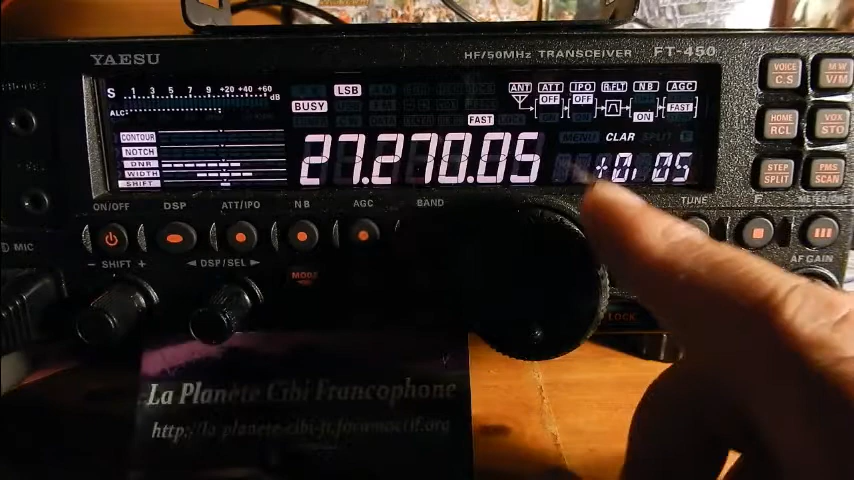 YAESU
HF/50MHz TRANSCEIVER FT-450
S 1 3 5 7 9 +20 +40 +60 dB
ALC
LSB
BUSY
FAST
ANT ATT IPO R.FLT NB AGC
OFF OFF ON FAST
MENU CLAR SPLIT
CONTOUR
NOTCH
DNR
WIDTH
SHIFT
27.270.05
+0.05
VOICE C.S
M/W V/M
HOME RCL
VOX STO
STEP SPLIT
PMS SCAN
ON/OFF DSP ATT/IPO NB AGC BAND
TUNE F
MIC
- SHIFT + ◄ DSP/SEL ►
MODE
AF GAIN
LOCK
La Planète Cibi Francophone